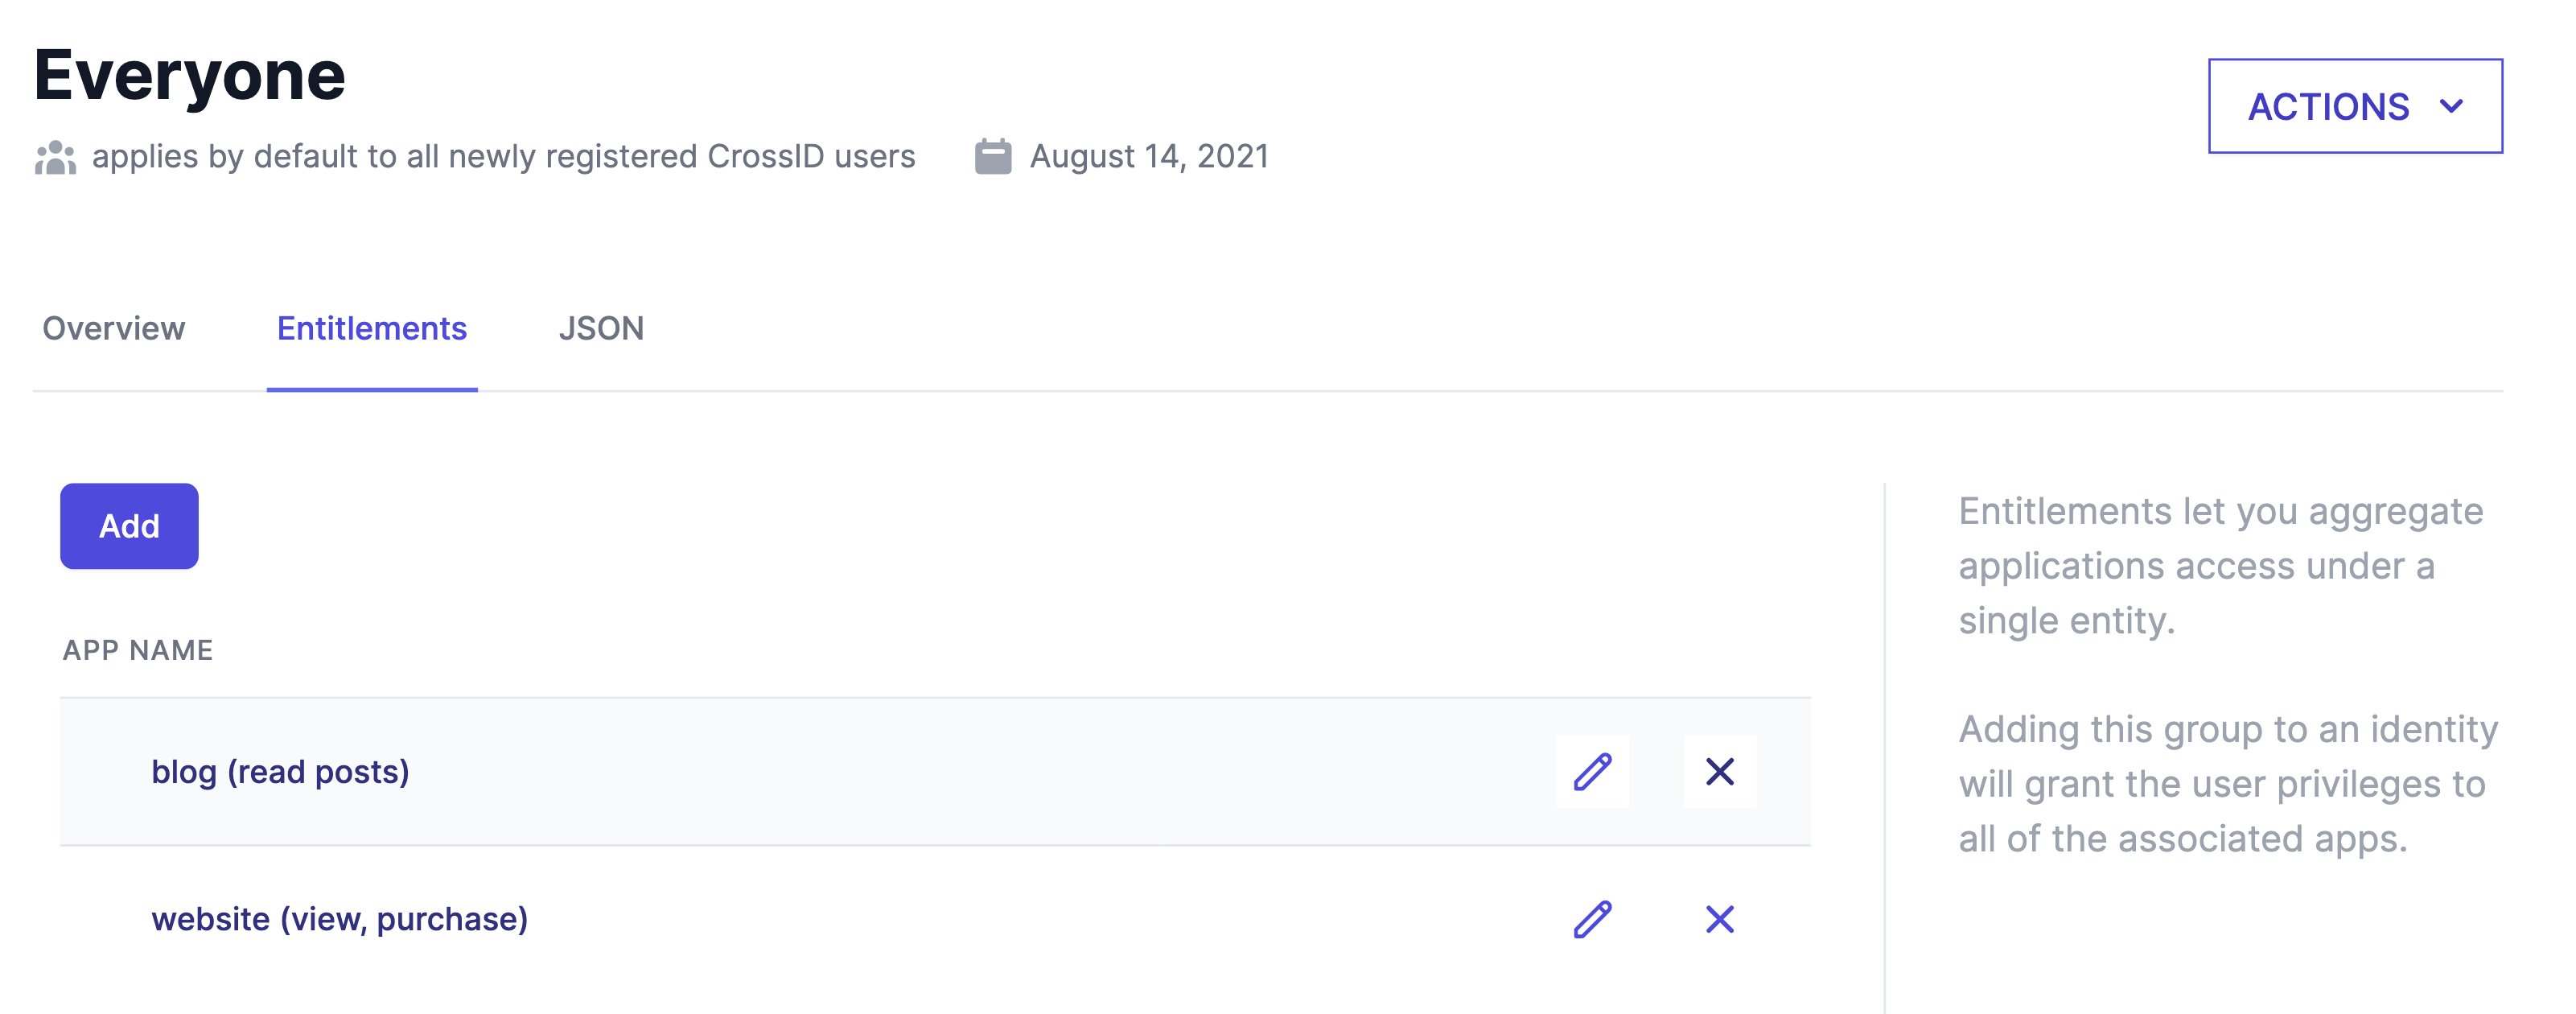 Everyone
ACTIONS
applies by default to all newly registered CrossID users August 14, 2021
Overview Entitlements JSON
Add
APP NAME
blog (read posts)
website (view, purchase)
Entitlements let you aggregate
applications access under a
single entity.
Adding this group to an identity
will grant the user privileges to
all of the associated apps.